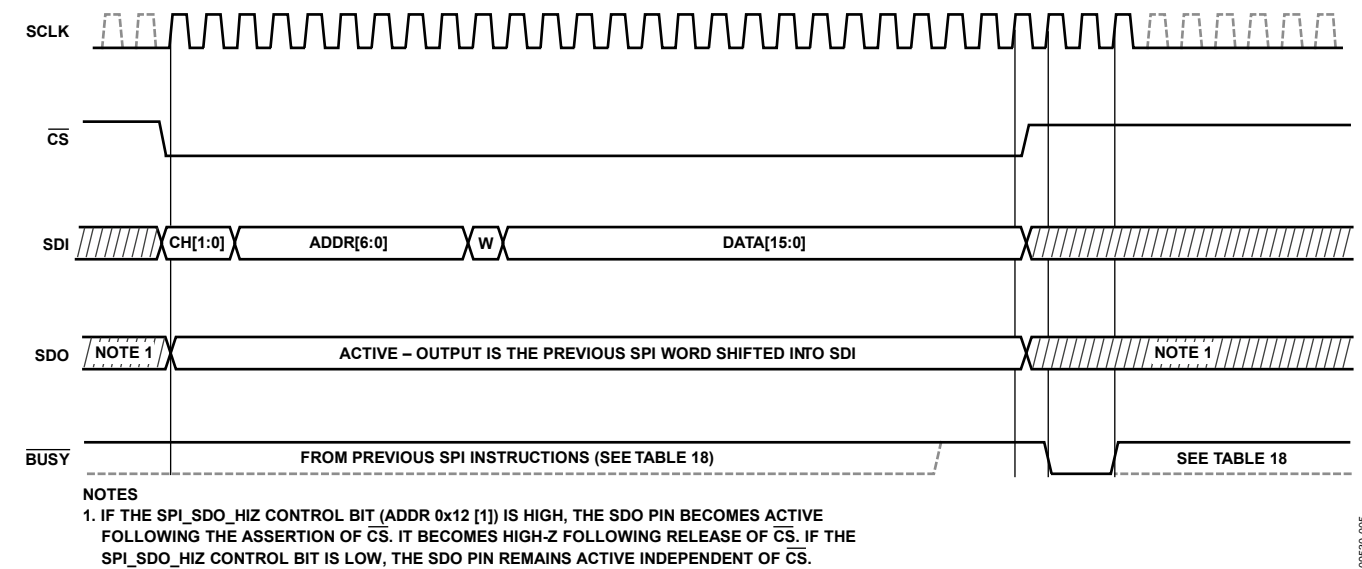 SCLK
CS
SDI
CH[1:0]
ADDR[6:0]
W
DATA[15:0]
SDO
NOTE 1
ACTIVE – OUTPUT IS THE PREVIOUS SPI WORD SHIFTED INTO SDI
NOTE 1
BUSY
FROM PREVIOUS SPI INSTRUCTIONS (SEE TABLE 18)
SEE TABLE 18
NOTES
1. IF THE SPI_SDO_HIZ CONTROL BIT (ADDR 0x12 [1]) IS HIGH, THE SDO PIN BECOMES ACTIVE
FOLLOWING THE ASSERTION OF CS. IT BECOMES HIGH-Z FOLLOWING RELEASE OF CS. IF THE
SPI_SDO_HIZ CONTROL BIT IS LOW, THE SDO PIN REMAINS ACTIVE INDEPENDENT OF CS.